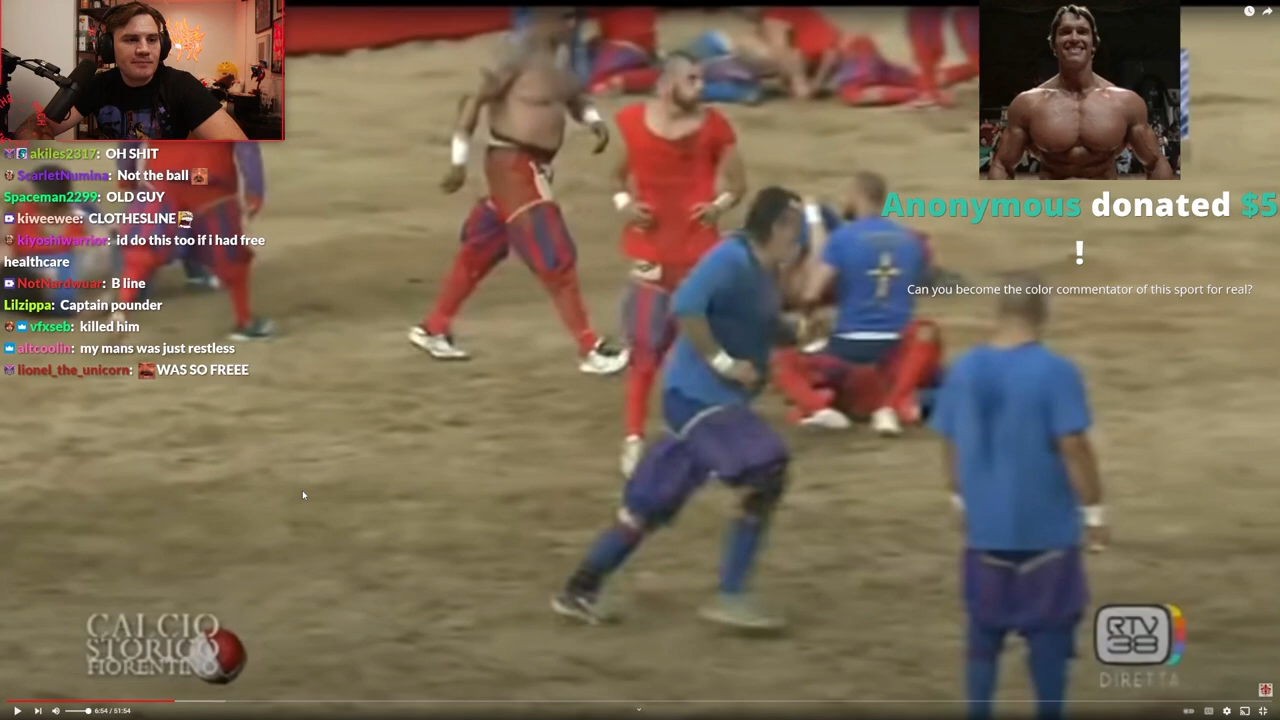 akiles2317: OH SHIT
ScarletNumina: Not the ball
Spaceman2299: OLD GUY
kiweewee: CLOTHESLINE
kiyoshiwarrior: id do this too if i had free
healthcare
NotNardwuar: B line
Lilzippa: Captain pounder
vfxseb: killed him
altcoolin: my mans was just restless
lionel_the_unicorn: WAS SO FREEE
Anonymous donated $5
!
Can you become the color commentator of this sport for real?
CALCIO
STORICO
FIORENTINO
RTV
38
DIRETTA
6:54 / 51:54